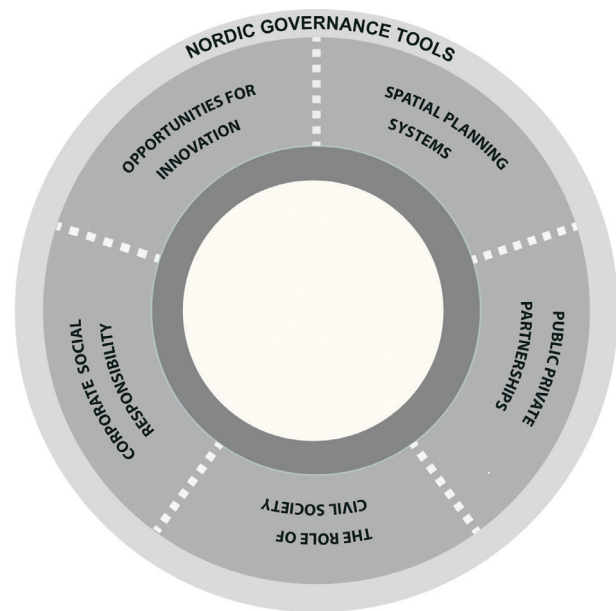 NORDIC GOVERNANCE TOOLS
SPATIAL PLANNING
SYSTEMS
PUBLIC PRIVATE
PARTNERSHIPS
THE ROLE OF
CIVIL SOCIETY
CORPORATE SOCIAL
RESPONSIBILITY
OPPORTUNITIES FOR
INNOVATION